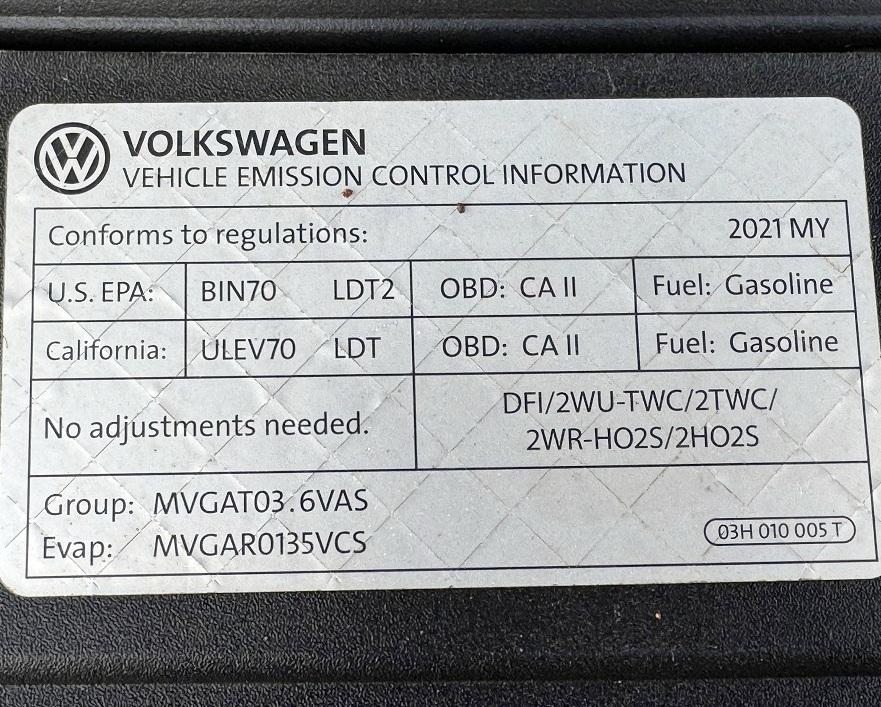 VOLKSWAGEN
VEHICLE EMISSION CONTROL INFORMATION
Conforms to regulations: 2021 MY
U.S. EPA: BIN70 LDT2 OBD: CA II Fuel: Gasoline
California: ULEV70 LDT OBD: CA II Fuel: Gasoline
No adjustments needed.
DFI/2WU-TWC/2TWC/
2WR-HO2S/2HO2S
Group: MVGAT03.6VAS
Evap: MVGAR0135VCS
03H 010 005 T